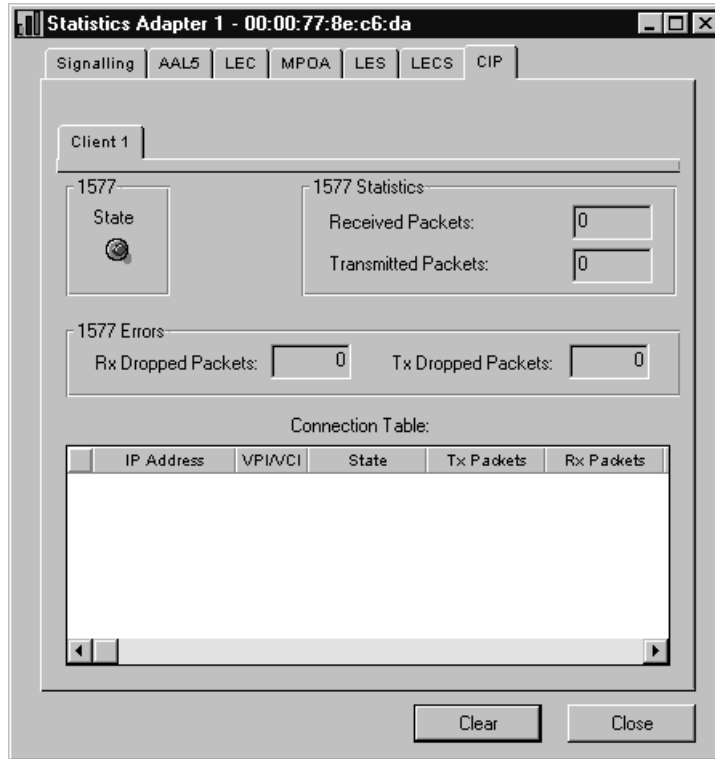 Statistics Adapter 1 - 00:00:77:8e:c6:da
Signalling AAL5 LEC MPOA LES LECS CIP
Client 1
1577
State
1577 Statistics
Received Packets: 0
Transmitted Packets: 0
1577 Errors
Rx Dropped Packets: 0 Tx Dropped Packets: 0
Connection Table:
IP Address VPI/VCI State Tx Packets Rx Packets
Clear Close